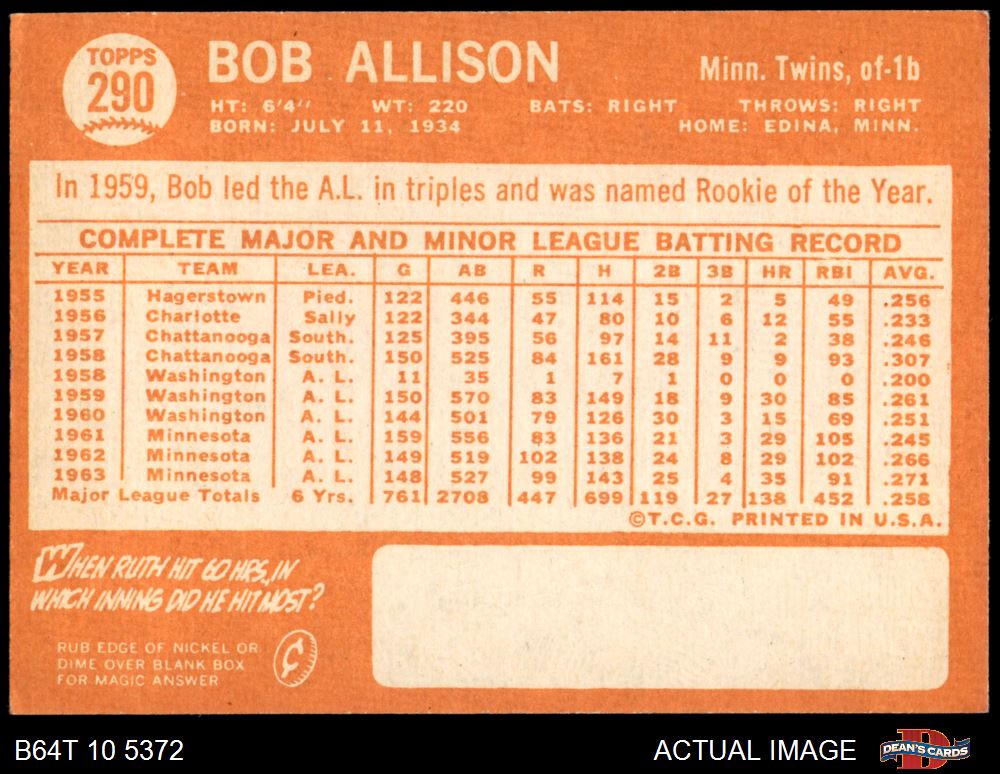 TOPPS
290
BOB ALLISON
Minn. Twins, of-1b
HT: 6'4" WT: 220 BATS: RIGHT THROWS: RIGHT
BORN: JULY 11, 1934 HOME: EDINA, MINN.
In 1959, Bob led the A.L. in triples and was named Rookie of the Year.
COMPLETE MAJOR AND MINOR LEAGUE BATTING RECORD
YEAR TEAM LEA. G AB R H 2B 3B HR RBI AVG.
1955 Hagerstown Pied. 122 446 55 114 15 2 5 49 .256
1956 Charlotte Sally 122 344 47 80 10 6 12 55 .233
1957 Chattanooga South. 125 395 56 97 14 11 2 38 .246
1958 Chattanooga South. 150 525 84 161 28 9 9 93 .307
1958 Washington A. L. 11 35 1 7 1 0 0 0 .200
1959 Washington A. L. 150 570 83 149 18 9 30 85 .261
1960 Washington A. L. 144 501 79 126 30 3 15 69 .251
1961 Minnesota A. L. 159 556 83 136 21 3 29 105 .245
1962 Minnesota A. L. 149 519 102 138 24 8 29 102 .266
1963 Minnesota A. L. 148 527 99 143 25 4 35 91 .271
Major League Totals 6 Yrs. 761 2708 447 699 119 27 138 452 .258
©T.C.G. PRINTED IN U.S.A.
WHEN RUTH HIT 60 HRS, IN
WHICH INNING DID HE HIT MOST?
RUB EDGE OF NICKEL OR
DIME OVER BLANK BOX
FOR MAGIC ANSWER
¢
B64T 10 5372
ACTUAL IMAGE
DEAN'S CARDS